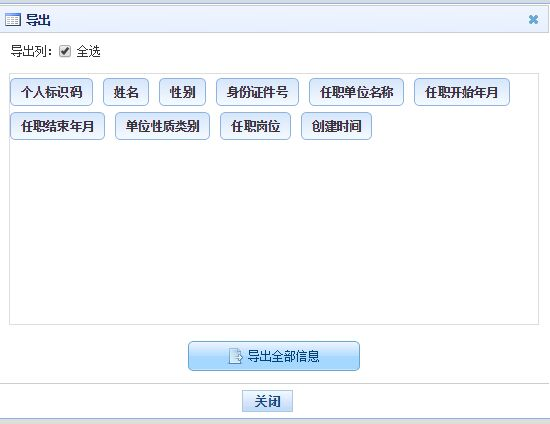 导出
导出列: 全选
个人标识码 姓名 性别 身份证件号 任职单位名称 任职开始年月
任职结束年月 单位性质类别 任职岗位 创建时间
导出全部信息
关闭